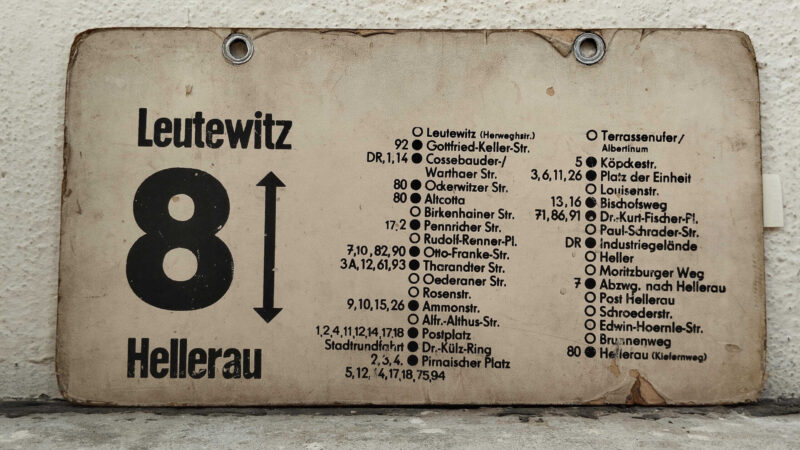 Leutewitz
8
Hellerau
Leutewitz (Herweghstr.)
92 Gottfried-Keller-Str.
DR,1,14 Cossebauder-/
Warthaer Str.
80 Ockerwitzer Str.
80 Altcotta
Birkenhainer Str.
17,2 Pennricher Str.
Rudolf-Renner-Pl.
7,10,82,90 Otto-Franke-Str.
3A,12,61,93 Tharandter Str.
Oederaner Str.
Rosenstr.
9,10,15,26 Ammonstr.
Alfr.-Althus-Str.
1,2,4,11,12,14,17,18 Postplatz
Stadtrundfahrt Dr.-Külz-Ring
2,3,4. Pirnaischer Platz
5,12,14,17,18,75,94
Terrassenufer/
Albertinum
5 Köpckestr.
3,6,11,26 Platz der Einheit
Louisenstr.
13,16 Bischofsweg
71,86,91 Dr.-Kurt-Fischer-Pl.
Paul-Schrader-Str.
DR Industriegelände
Heller
Moritzburger Weg
7 Abzwg. nach Hellerau
Post Hellerau
Schroederstr.
Edwin-Hoernle-Str.
Brunnenweg
80 Hellerau (Kiefernweg)